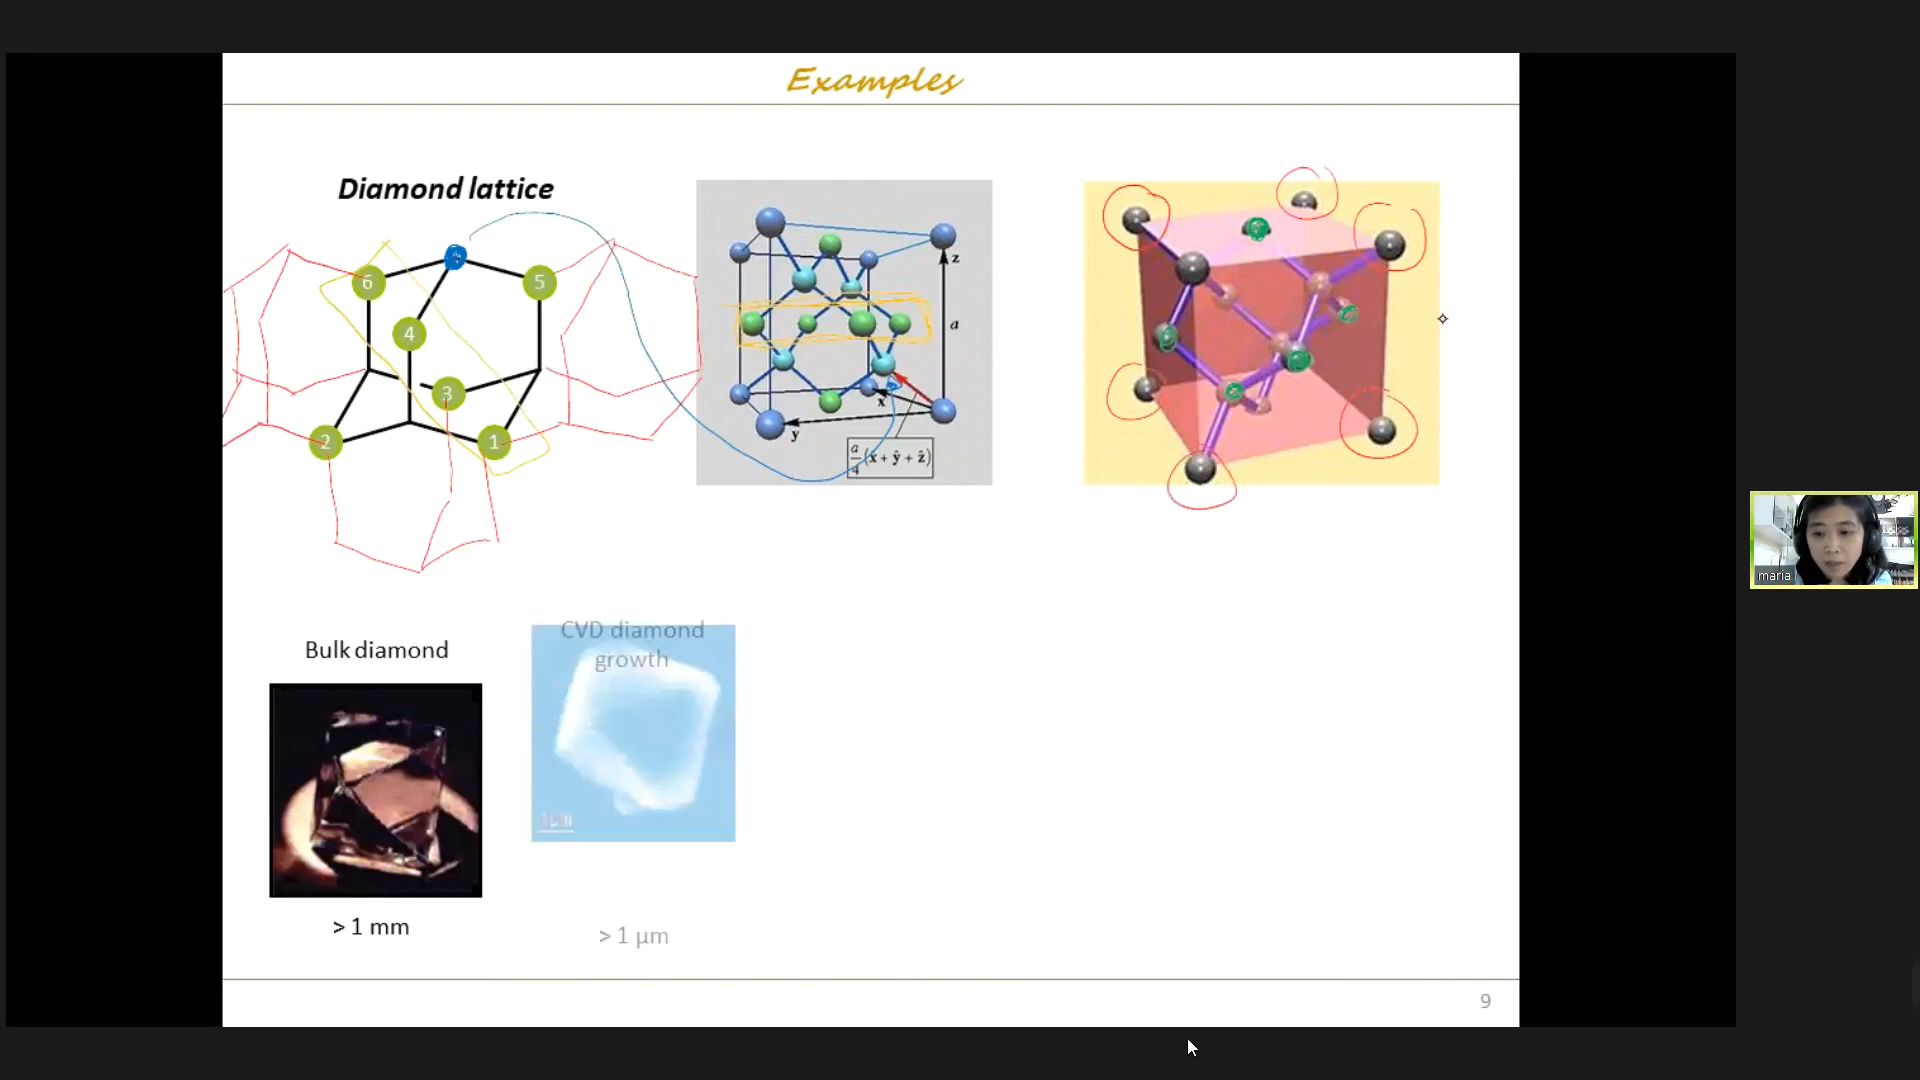 Examples
Diamond lattice
6
5
4
3
2
1
z
a
x
y
a/4 (x̂ + ŷ + ẑ)
Bulk diamond
CVD diamond
growth
> 1 mm
> 1 μm
9
maria